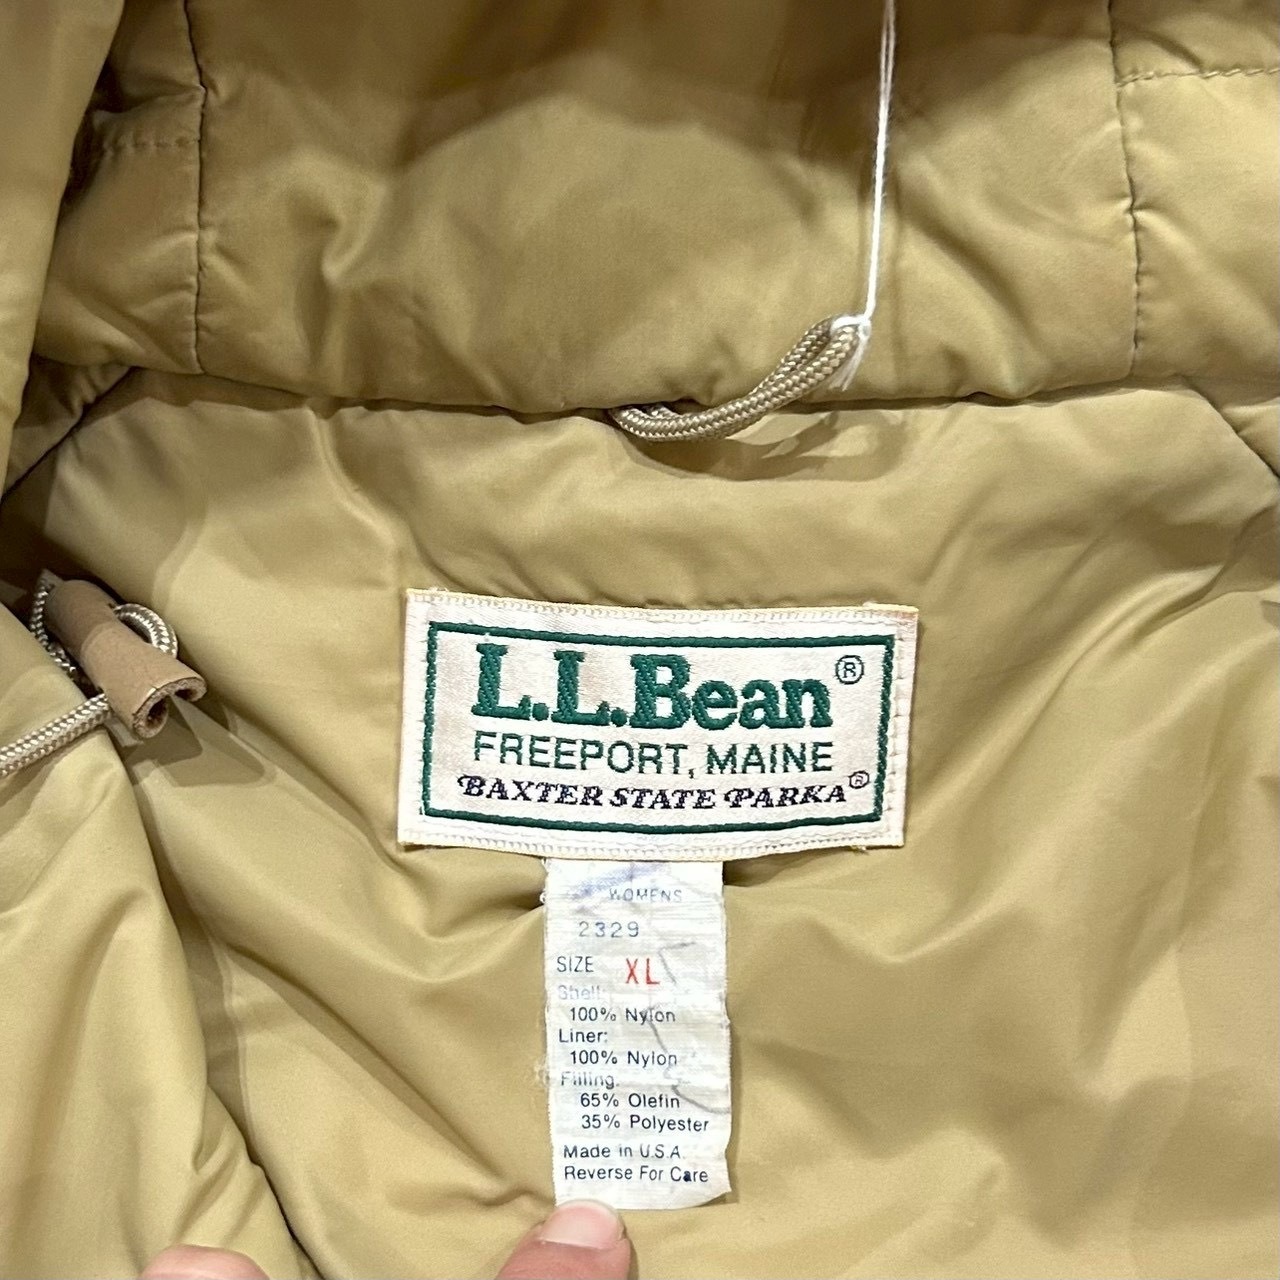 L.L.Bean®
FREEPORT, MAINE
BAXTER STATE PARKA®
WOMENS
2329
SIZE XL
Shell:
100% Nylon
Liner:
100% Nylon
Filling:
65% Olefin
35% Polyester
Made in U.S.A.
Reverse For Care